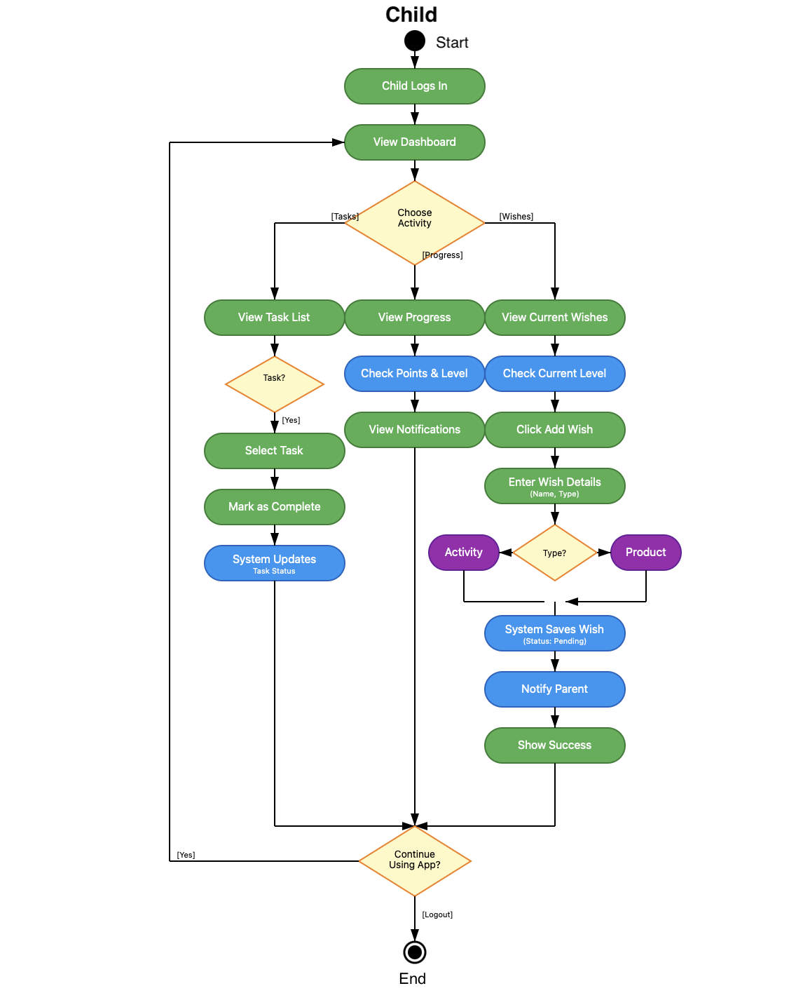 Child
Start
Child Logs In
View Dashboard
Choose
Activity
[Tasks]
[Wishes]
[Progress]
View Task List
View Progress
View Current Wishes
Task?
Check Points & Level
Check Current Level
[Yes]
View Notifications
Click Add Wish
Select Task
Enter Wish Details
(Name, Type)
Mark as Complete
Activity
Type?
Product
System Updates
Task Status
System Saves Wish
(Status: Pending)
Notify Parent
Show Success
Continue
Using App?
[Yes]
[Logout]
End